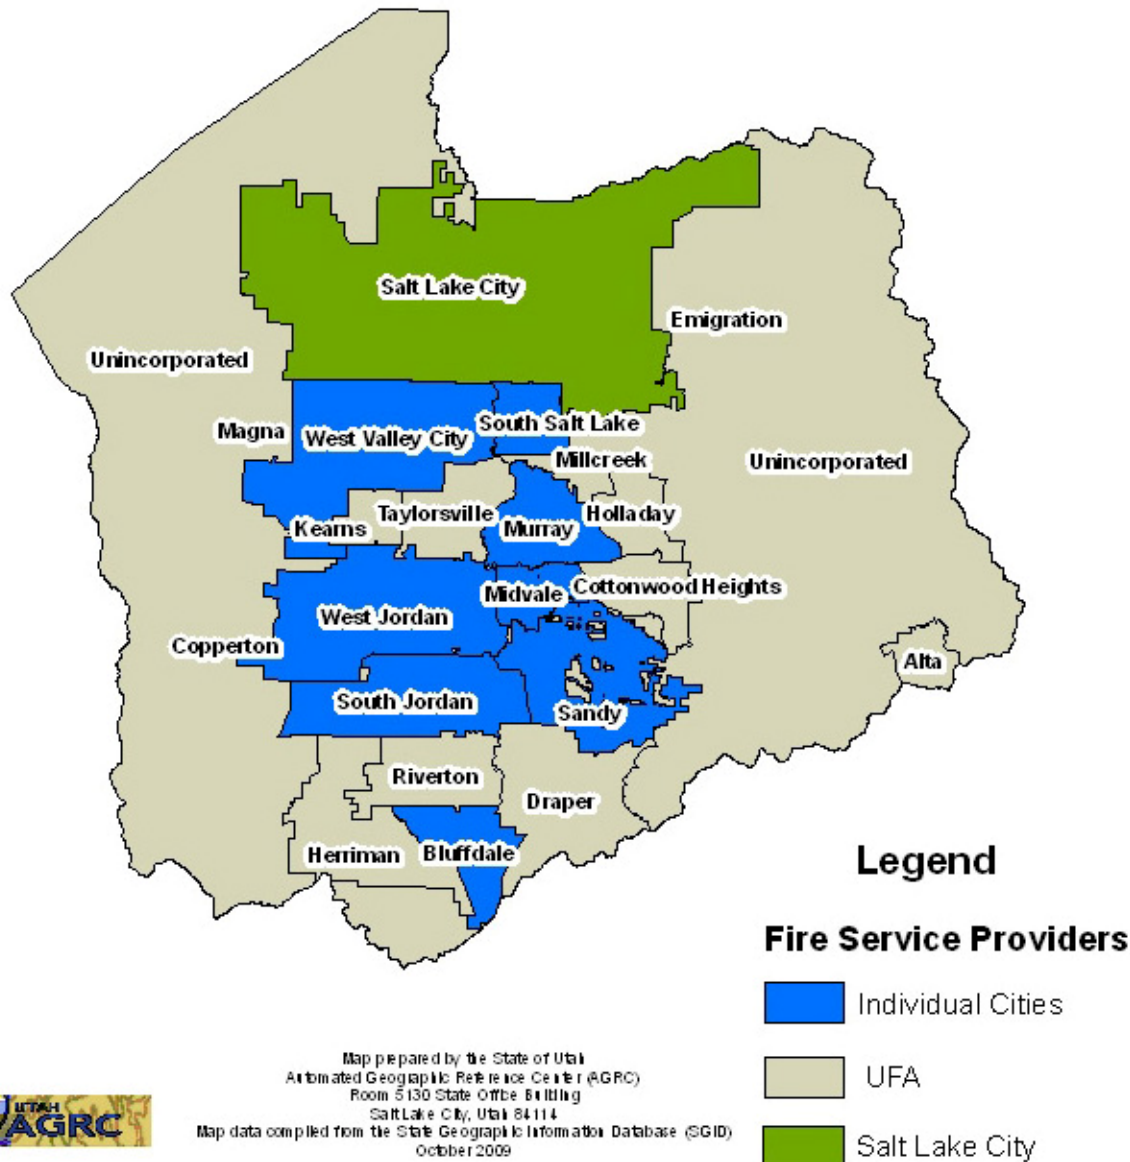 Salt Lake City
Emigration
Unincorporated
Magna
West Valley City
South Salt Lake
Millcreek
Unincorporated
Kearns
Taylorsville
Murray
Holladay
Midvale
Cottonwood Heights
West Jordan
Copperton
Alta
South Jordan
Sandy
Riverton
Draper
Herriman
Bluffdale
Legend
Fire Service Providers
Individual Cities
UFA
Salt Lake City
Map prepared by the State of Utah
Automated Geographic Reference Center (AGRC)
Room 5130 State Office Building
Salt Lake City, Utah 84114
Map data compiled from the State Geographic Information Database (SGID)
October 2009
UTAH
AGRC